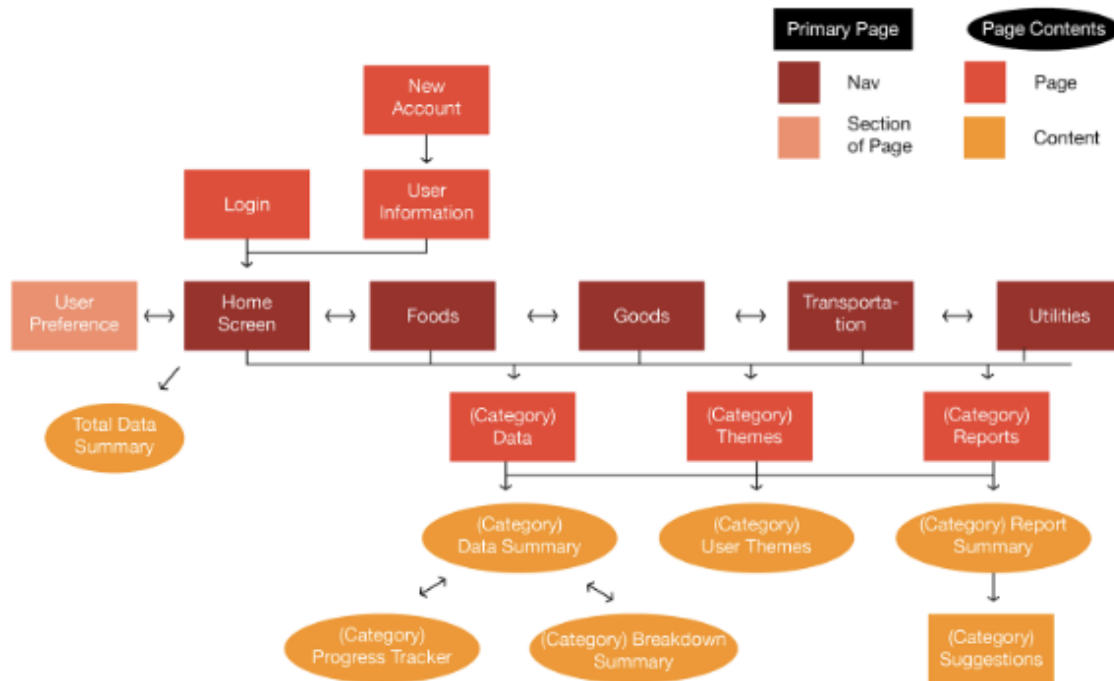 Primary Page
Page Contents
Nav
Page
Section
of Page
Content
New
Account
Login
User
Information
User
Preference
Home
Screen
Foods
Goods
Transporta-
tion
Utilities
Total Data
Summary
(Category)
Data
(Category)
Themes
(Category)
Reports
(Category)
Data Summary
(Category)
User Themes
(Category) Report
Summary
(Category)
Progress Tracker
(Category) Breakdown
Summary
(Category)
Suggestions